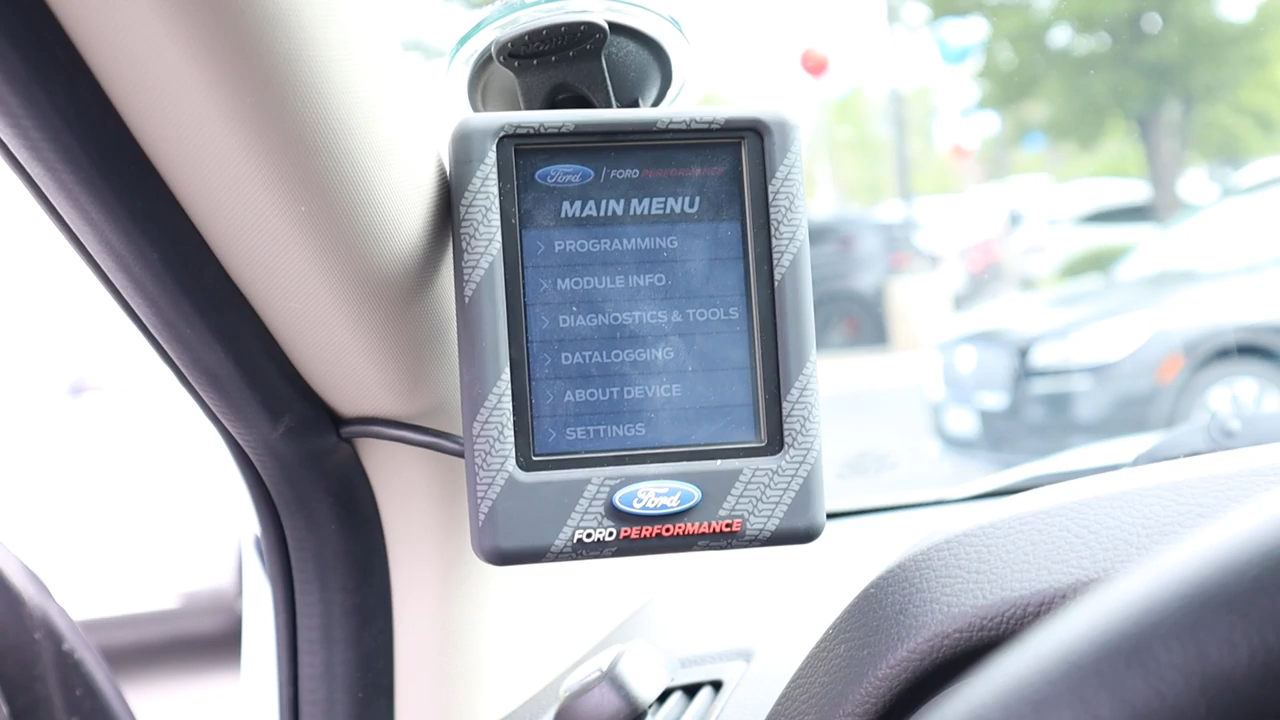 Ford | FORD PERFORMANCE
MAIN MENU
> PROGRAMMING
> MODULE INFO.
> DIAGNOSTICS & TOOLS
> DATALOGGING
> ABOUT DEVICE
> SETTINGS
Ford
FORD PERFORMANCE